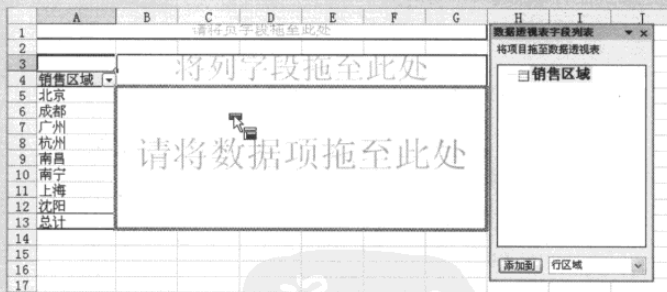 A B C D E F G H I J
1 请将页字段拖至此处 数据透视表字段列表
2 将项目拖至数据透视表
3 将列字段拖至此处
4 销售区域 销售区域
5 北京
6 成都
7 广州
8 杭州 请将数据项拖至此处
9 南昌
10 南宁
11 上海
12 沈阳
13 总计
14
15
16 添加到 行区域
17